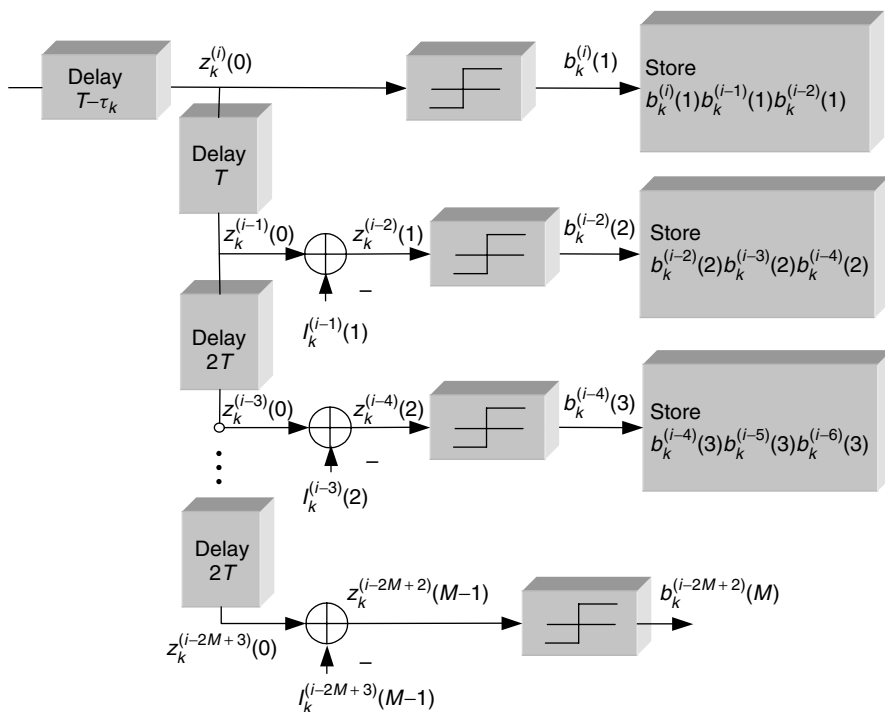 Delay
T−τ_k
z_k^(i)(0)
b_k^(i)(1)
Store
b_k^(i)(1)b_k^(i−1)(1)b_k^(i−2)(1)
Delay
T
z_k^(i−1)(0)
z_k^(i−2)(1)
−
I_k^(i−1)(1)
b_k^(i−2)(2)
Store
b_k^(i−2)(2)b_k^(i−3)(2)b_k^(i−4)(2)
Delay
2T
z_k^(i−3)(0)
z_k^(i−4)(2)
−
I_k^(i−3)(2)
b_k^(i−4)(3)
Store
b_k^(i−4)(3)b_k^(i−5)(3)b_k^(i−6)(3)
Delay
2T
z_k^(i−2M+3)(0)
z_k^(i−2M+2)(M−1)
−
I_k^(i−2M+3)(M−1)
b_k^(i−2M+2)(M)